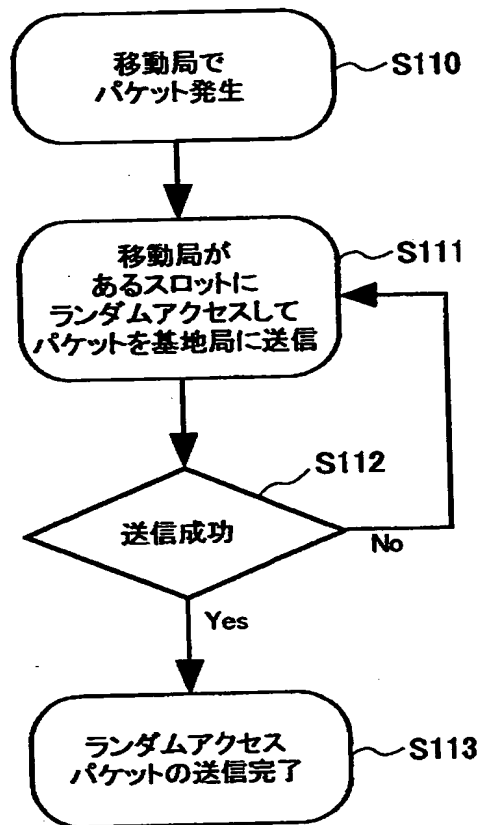 移動局で
パケット発生
S110
移動局が
あるスロットに
ランダムアクセスして
パケットを基地局に送信
S111
送信成功
S112
No
Yes
ランダムアクセス
パケットの送信完了
S113